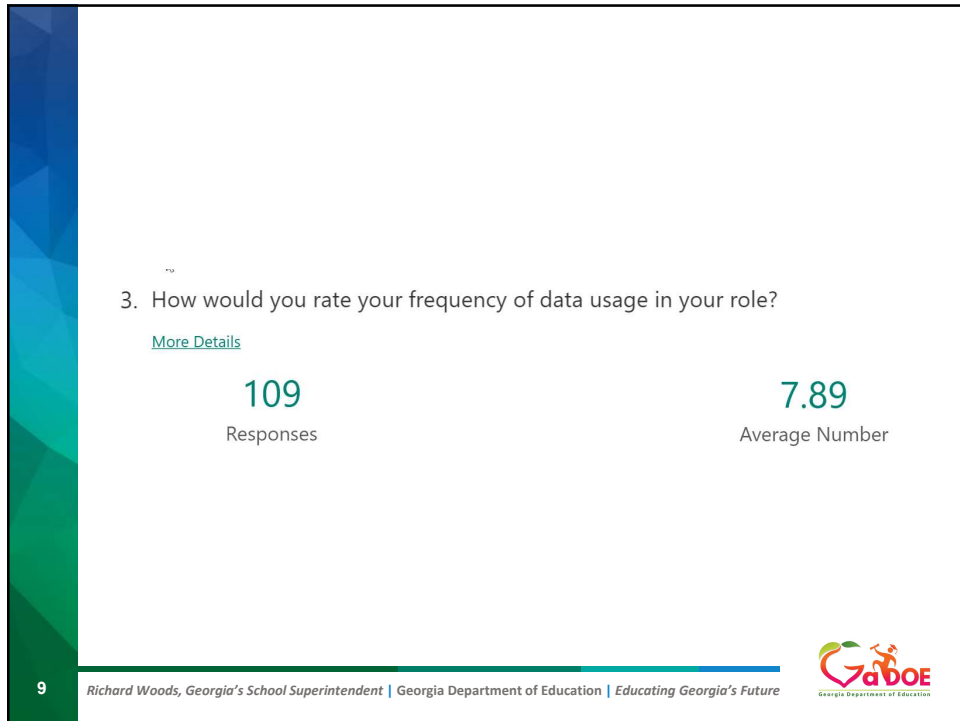 3. How would you rate your frequency of data usage in your role?
More Details
109
Responses
7.89
Average Number
9
Richard Woods, Georgia's School Superintendent | Georgia Department of Education | Educating Georgia's Future
GaDOE
Georgia Department of Education